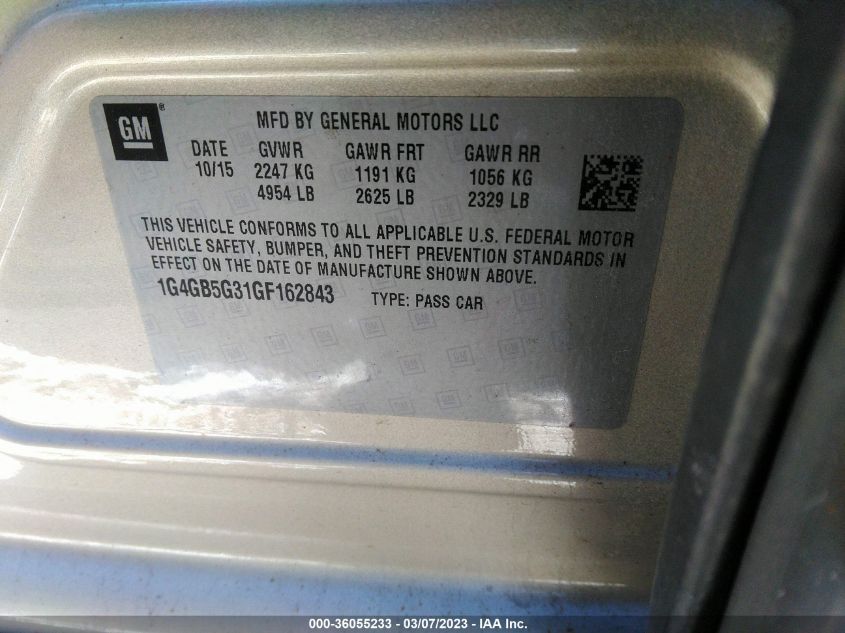 GM ®
MFD BY GENERAL MOTORS LLC
DATE GVWR GAWR FRT GAWR RR
10/15 2247 KG 1191 KG 1056 KG
4954 LB 2625 LB 2329 LB
THIS VEHICLE CONFORMS TO ALL APPLICABLE U.S. FEDERAL MOTOR
VEHICLE SAFETY, BUMPER, AND THEFT PREVENTION STANDARDS IN
EFFECT ON THE DATE OF MANUFACTURE SHOWN ABOVE.
1G4GB5G31GF162843 TYPE: PASS CAR
000-36055233 — 03/07/2023 — IAA Inc.